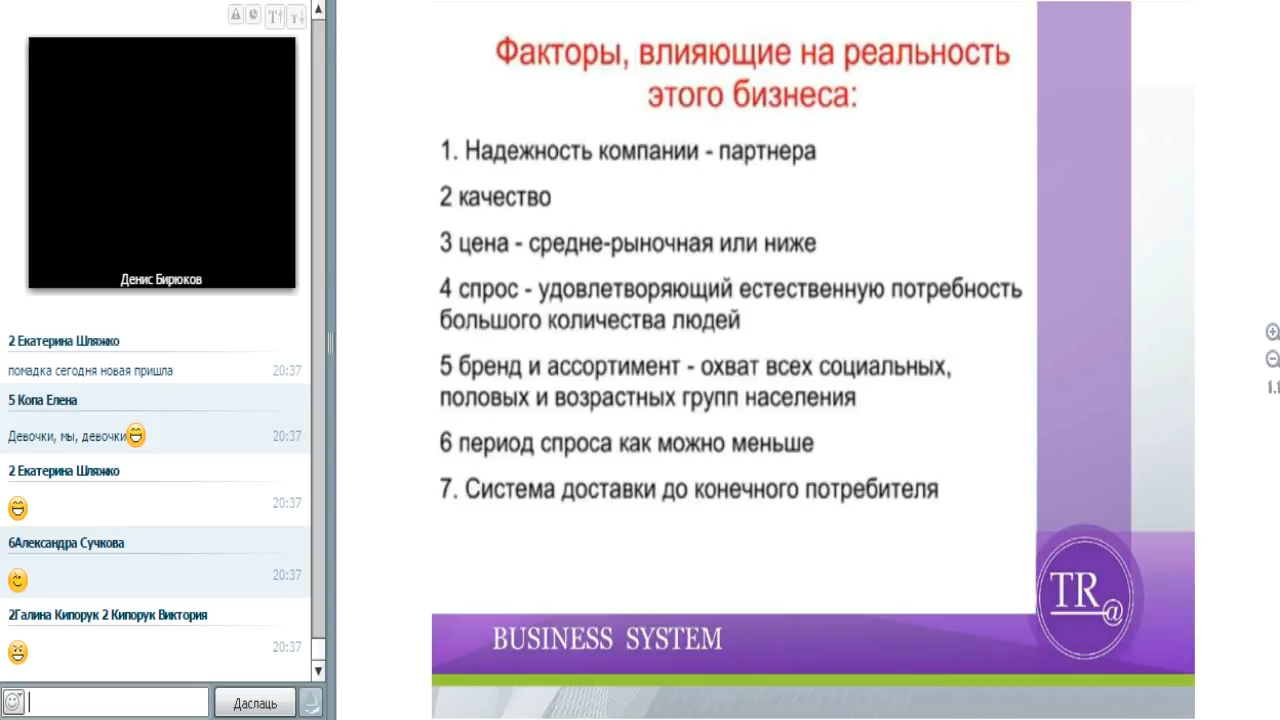 Денис Бирюков
2 Екатерина Шляжко
помадка сегодня новая пришла 20:37
5 Копа Елена
Девочки, мы, девочки 20:37
2 Екатерина Шляжко
20:37
6Александра Сучкова
20:37
2Галина Кипорук 2 Кипорук Виктория
20:37
Даслаць
Факторы, влияющие на реальность
этого бизнеса:
1. Надежность компании - партнера
2 качество
3 цена - средне-рыночная или ниже
4 спрос - удовлетворяющий естественную потребность
большого количества людей
5 бренд и ассортимент - охват всех социальных,
половых и возрастных групп населения
6 период спроса как можно меньше
7. Система доставки до конечного потребителя
TR@
BUSINESS SYSTEM